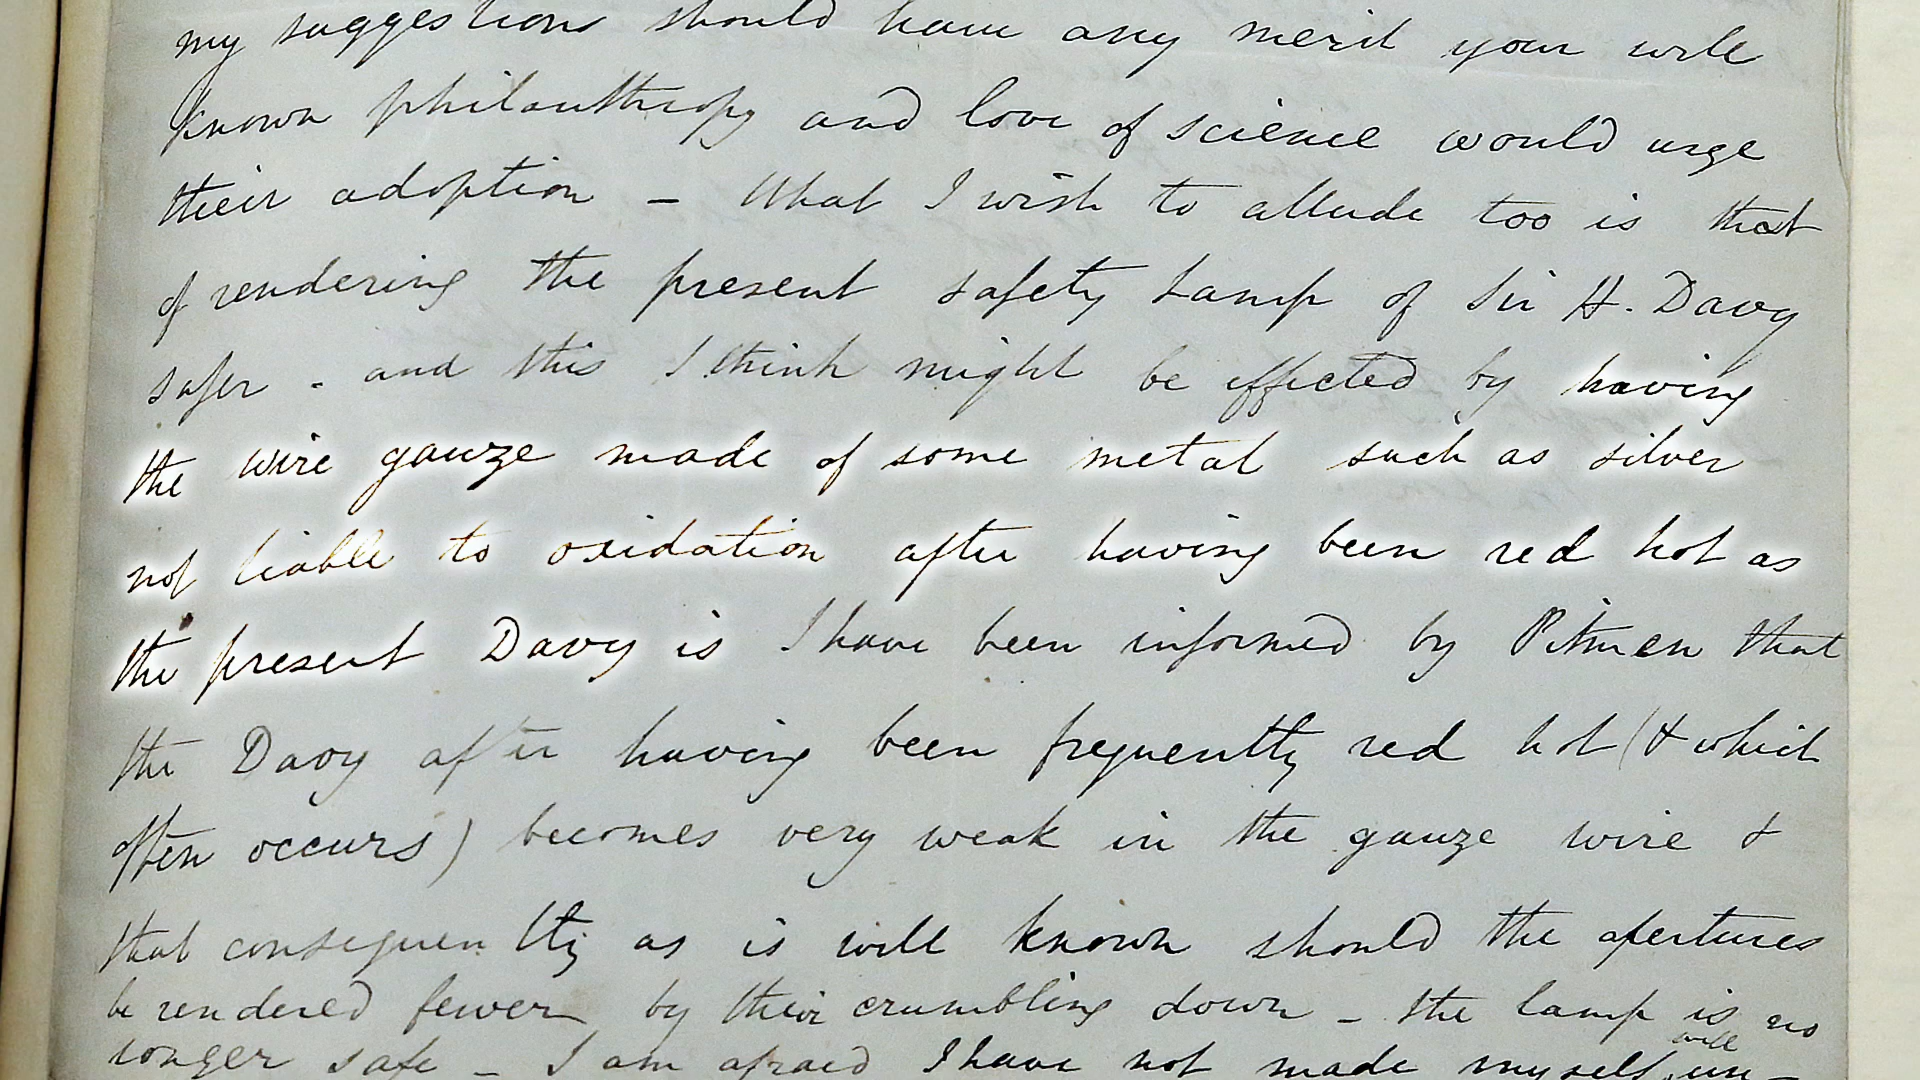 my suggestions should have any merit your well
known philanthropy and love of science would urge
their adoption – What I wish to allude too is that
of rendering the present safety Lamp of Sir H. Davy
safer - and this I think might be effected by having
the wire gauze made of some metal such as silver
not liable to oxidation after having been red hot as
the present Davy is I have been informed by Pitmen that
the Davy after having been frequently red hot (& which
often occurs) becomes very weak in the gauze wire &
that consequently as is well known should the apertures
be rendered fewer by their crumbling down – the lamp is no
longer safe – I am afraid I have not made myself well un-